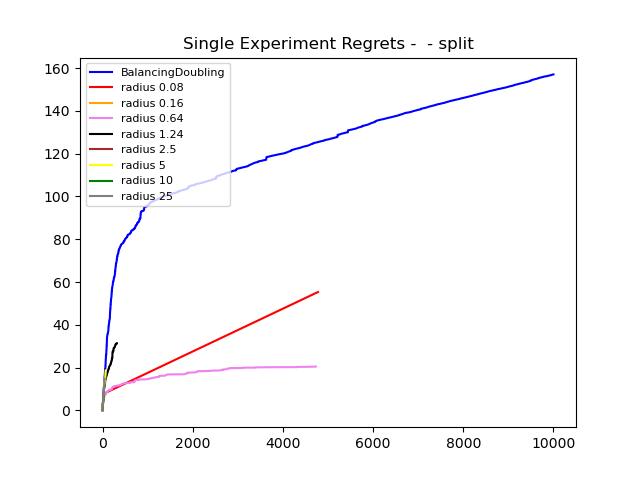 Single Experiment Regrets -  - split
160
140
120
100
80
60
40
20
0
BalancingDoubling
radius 0.08
radius 0.16
radius 0.64
radius 1.24
radius 2.5
radius 5
radius 10
radius 25
0 2000 4000 6000 8000 10000